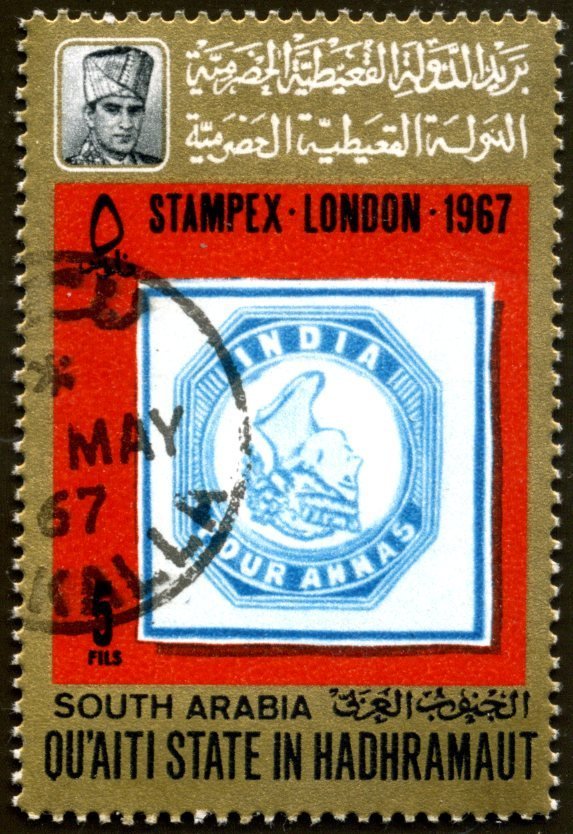 بريد الدولة القعيطية الحضرمية
الدولة القعيطية الحضرمية
STAMPEX · LONDON · 1967
٥
فلوس
INDIA
FOUR ANNAS
MAY
67
KALLA
5
FILS
SOUTH ARABIA الجنوب العربي
QU'AITI STATE IN HADHRAMAUT